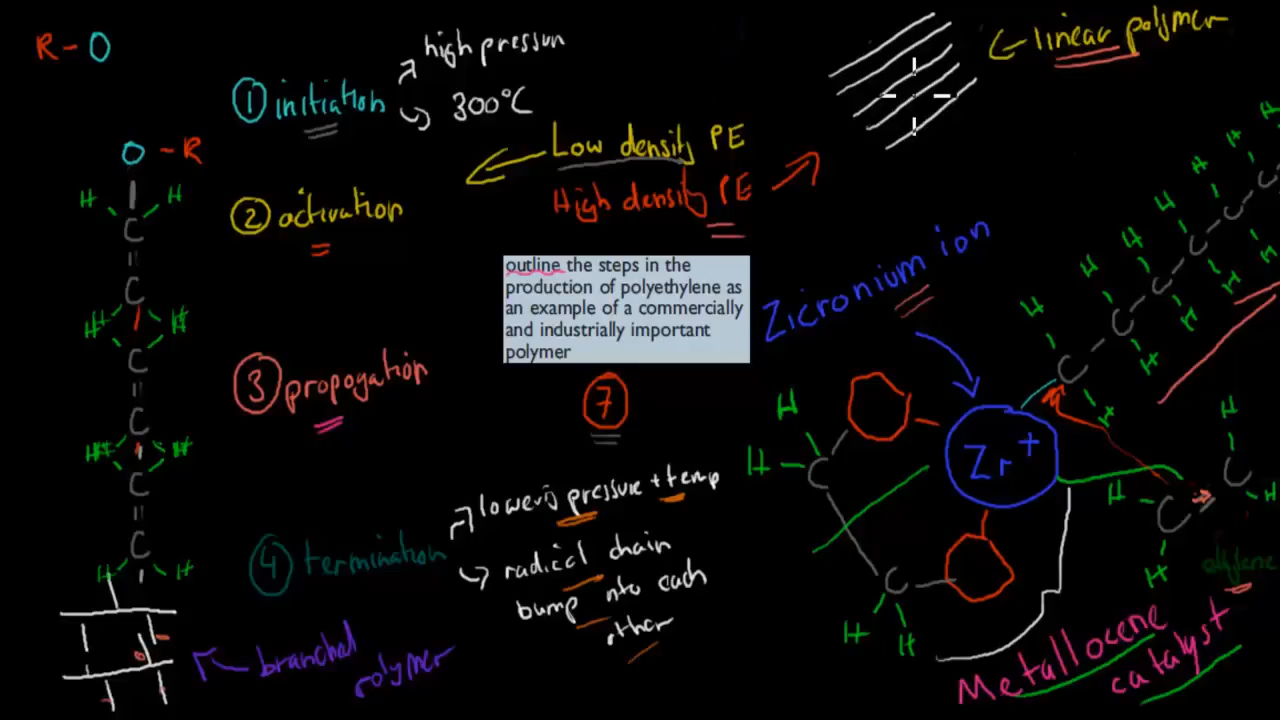 R-O
① initiation
high pressure
300°C
linear polymer
O-R
H H
C
C
H H
H H
C
C
H H
H H
C
C
H H
② activation
Low density PE
High density PE
outline the steps in the
production of polyethylene as
an example of a commercially
and industrially important
polymer
③ propogation
⑦
④ termination
lowers pressure + temp
radical chain
bump into each
other
branched
polymer
Zicronium ion
Zr+
H
H
C
C
H
H
H
C
H
H
C
H
H
C
H
H
C
H
H
C
H
C
H
H
C
H
H
C
H
Metallocene
catalyst